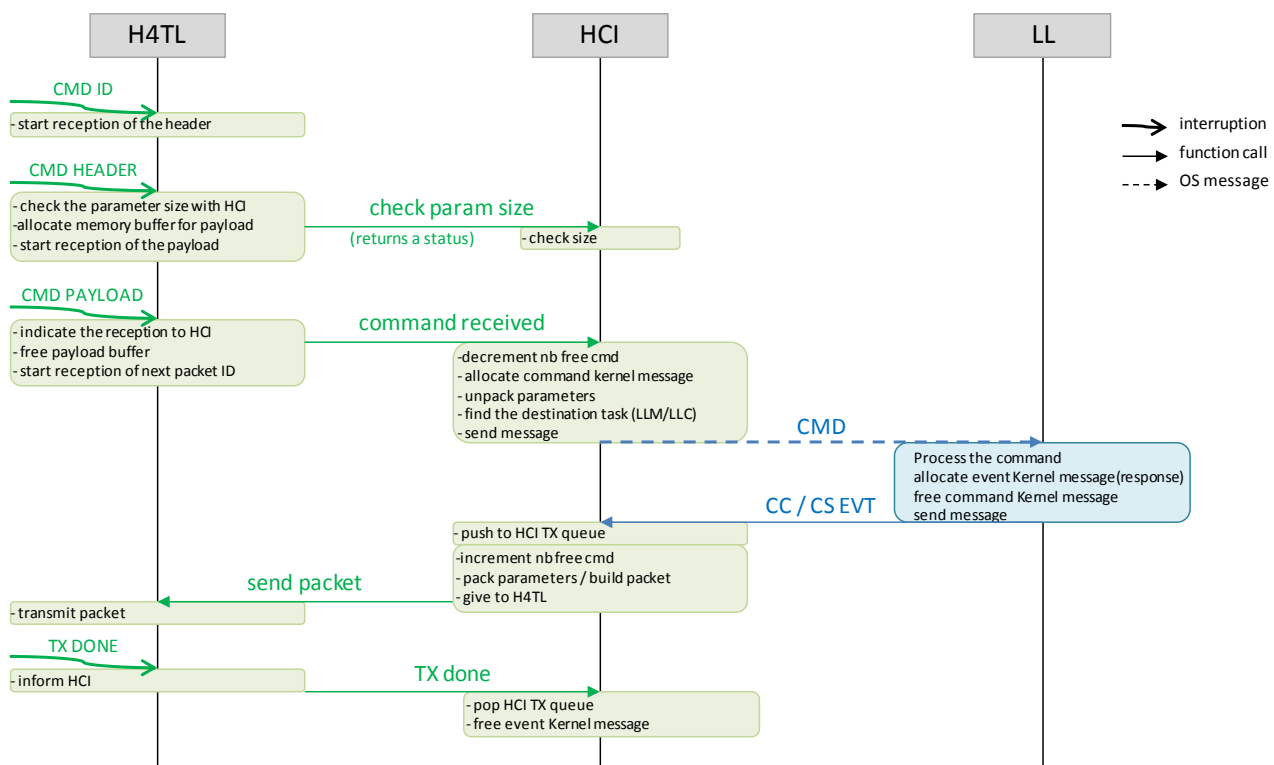 H4TL
HCI
LL
CMD ID
- start reception of the header
interruption
function call
OS message
CMD HEADER
- check the parameter size with HCI
-allocate memory buffer for payload
- start reception of the payload
check param size
(returns a status)
- check size
CMD PAYLOAD
- indicate the reception to HCI
- free payload buffer
- start reception of next packet ID
command received
-decrement nb free cmd
- allocate command kernel message
- unpack parameters
- find the destination task (LLM/LLC)
- send message
CMD
Process the command
allocate event Kernel message(response)
free command Kernel message
send message
CC / CS EVT
- push to HCI TX queue
-increment nb free cmd
- pack parameters / build packet
- give to H4TL
send packet
- transmit packet
TX DONE
- inform HCI
TX done
- pop HCI TX queue
- free event Kernel message